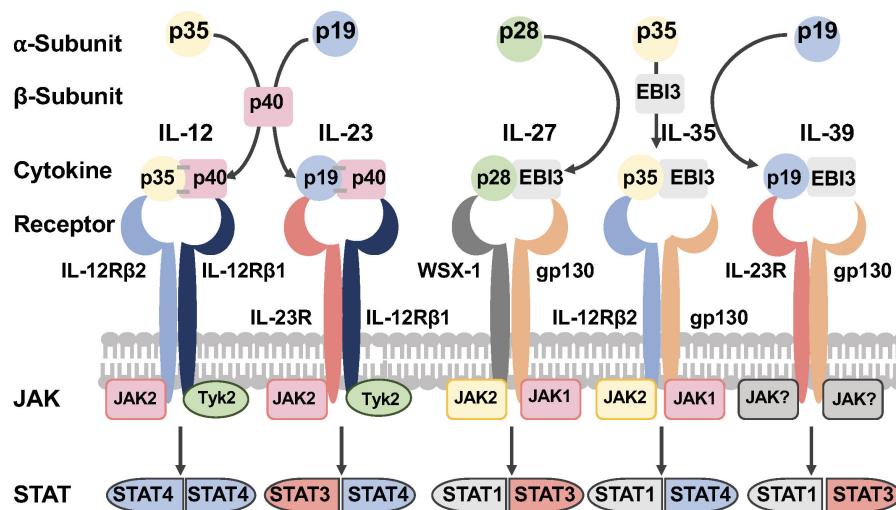 α-Subunit p35 p19 p28 p35 p19
β-Subunit p40 EBI3
IL-12 IL-23 IL-27 IL-35 IL-39
Cytokine p35 p40 p19 p40 p28 EBI3 p35 EBI3 p19 EBI3
Receptor
IL-12Rβ2 IL-12Rβ1 WSX-1 gp130 IL-23R gp130
IL-23R IL-12Rβ1 IL-12Rβ2 gp130
JAK JAK2 Tyk2 JAK2 Tyk2 JAK2 JAK1 JAK2 JAK1 JAK? JAK?
STAT STAT4 STAT4 STAT3 STAT4 STAT1 STAT3 STAT1 STAT4 STAT1 STAT3